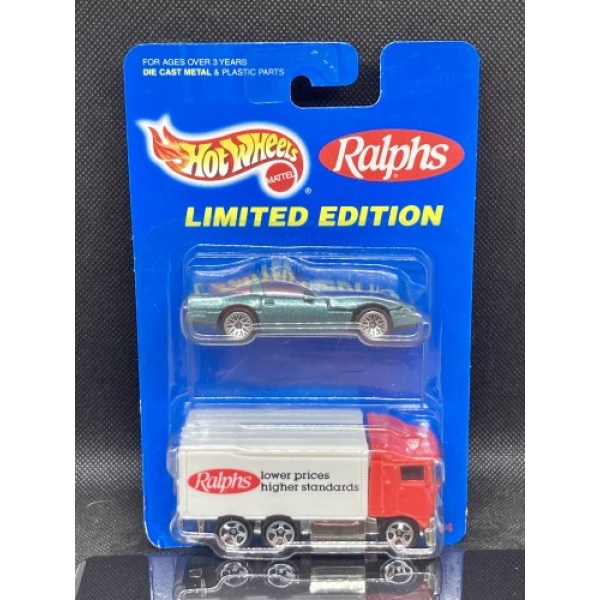 FOR AGES OVER 3 YEARS
DIE CAST METAL & PLASTIC PARTS
Hot Wheels
MATTEL
®
Ralphs
LIMITED EDITION
Ralphs lower prices
higher standards
4